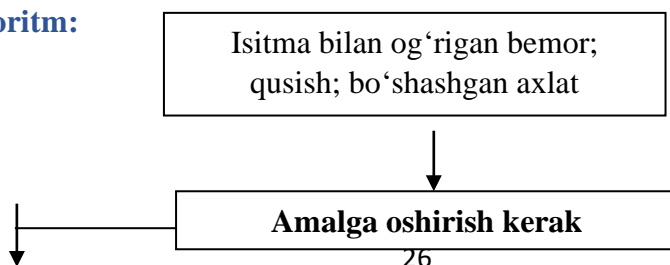 oritm:
Isitma bilan og‘rigan bemor;
qusish; bo‘shashgan axlat
Amalga oshirish kerak
26